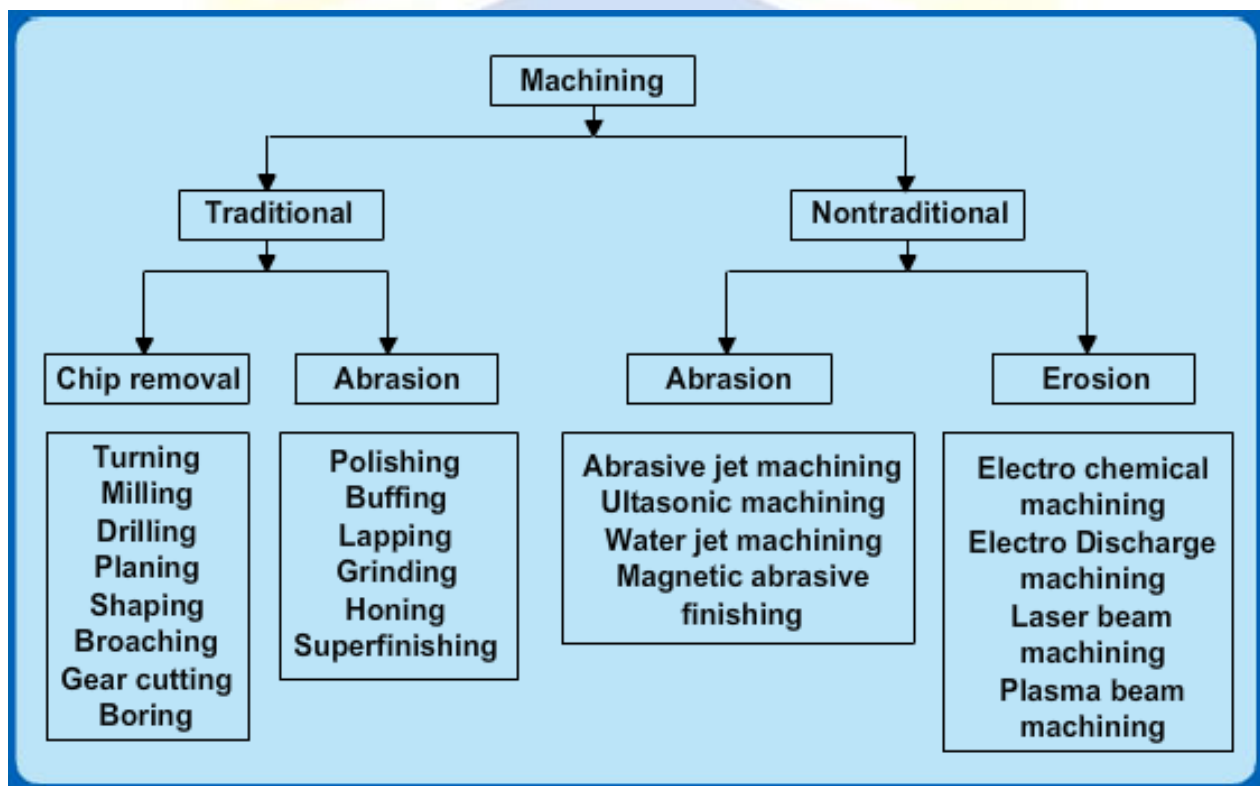 Machining
Traditional
Nontraditional
Chip removal
Abrasion
Abrasion
Erosion
Turning
Milling
Drilling
Planing
Shaping
Broaching
Gear cutting
Boring
Polishing
Buffing
Lapping
Grinding
Honing
Superfinishing
Abrasive jet machining
Ultasonic machining
Water jet machining
Magnetic abrasive
finishing
Electro chemical
machining
Electro Discharge
machining
Laser beam
machining
Plasma beam
machining